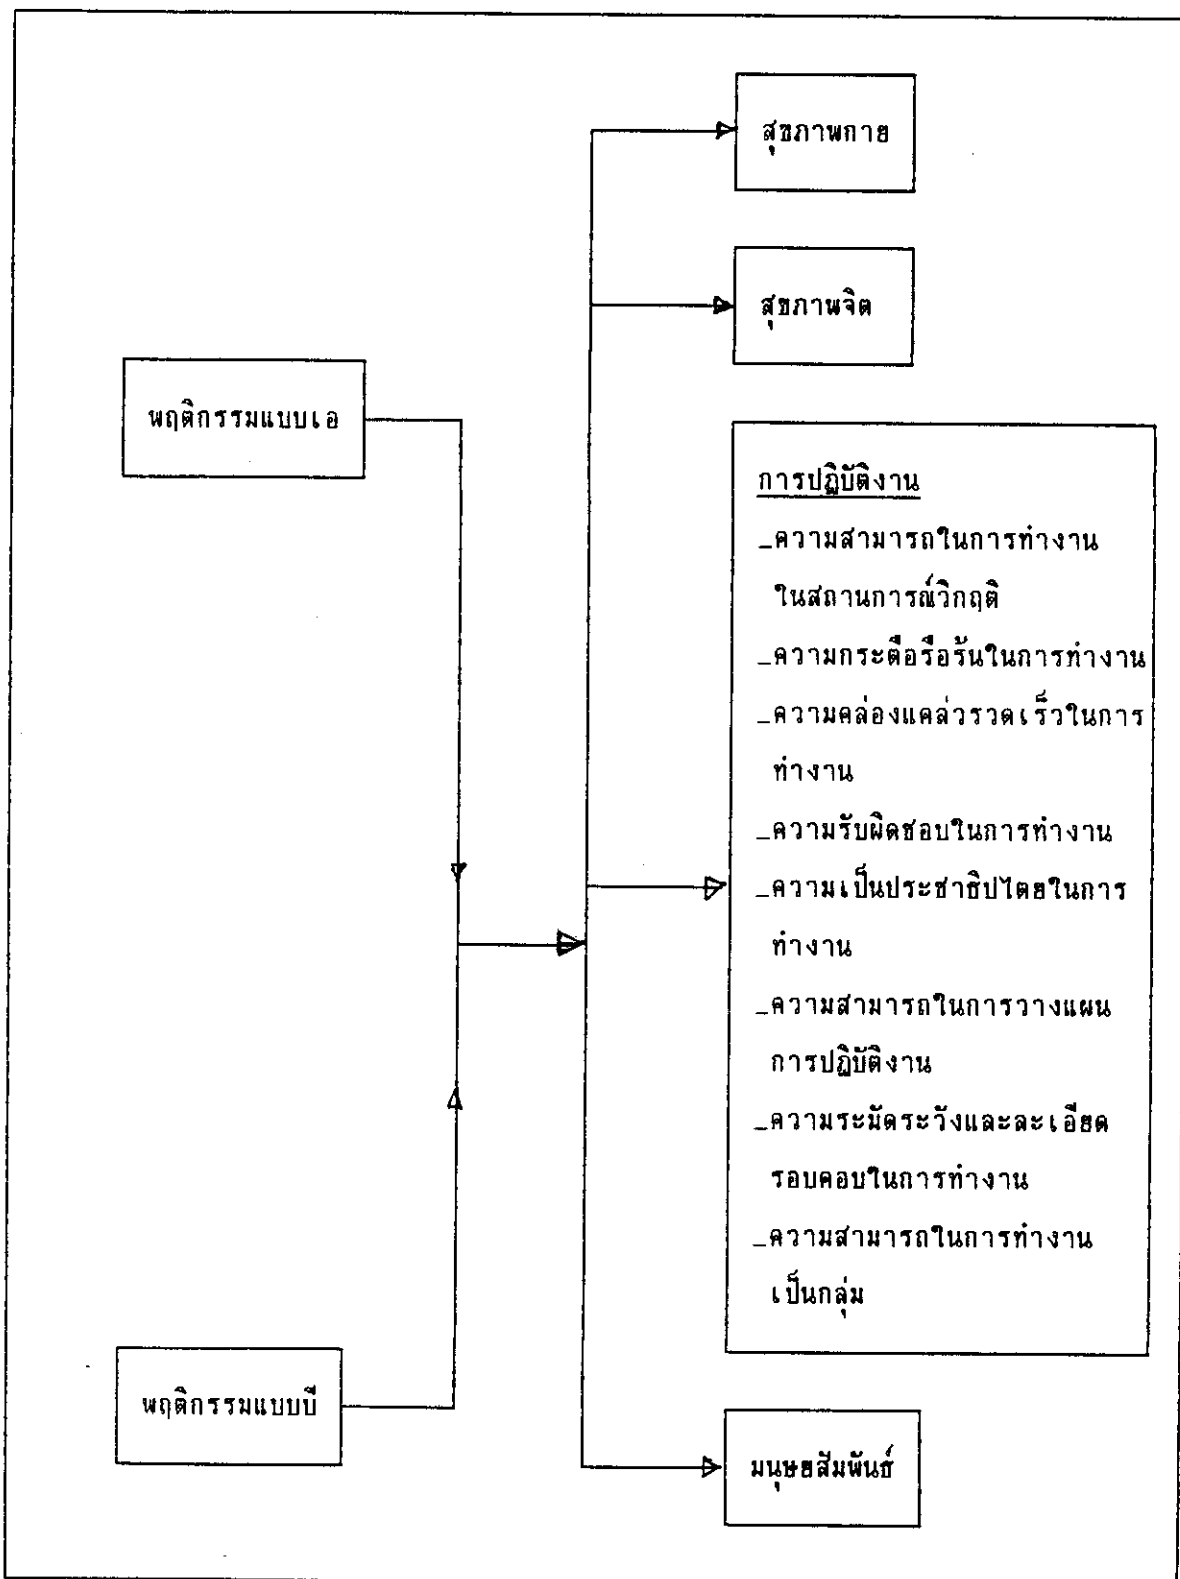 สุขภาพกาย
สุขภาพจิต
พฤติกรรมแบบเอ
การปฏิบัติงาน
_ความสามารถในการทำงาน
ในสถานการณ์วิกฤติ
_ความกระตือรือร้นในการทำงาน
_ความคล่องแคล่วรวดเร็วในการ
ทำงาน
_ความรับผิดชอบในการทำงาน
_ความเป็นประชาธิปไตยในการ
ทำงาน
_ความสามารถในการวางแผน
การปฏิบัติงาน
_ความระมัดระวังและละเอียด
รอบคอบในการทำงาน
_ความสามารถในการทำงาน
เป็นกลุ่ม
พฤติกรรมแบบบี
มนุษยสัมพันธ์